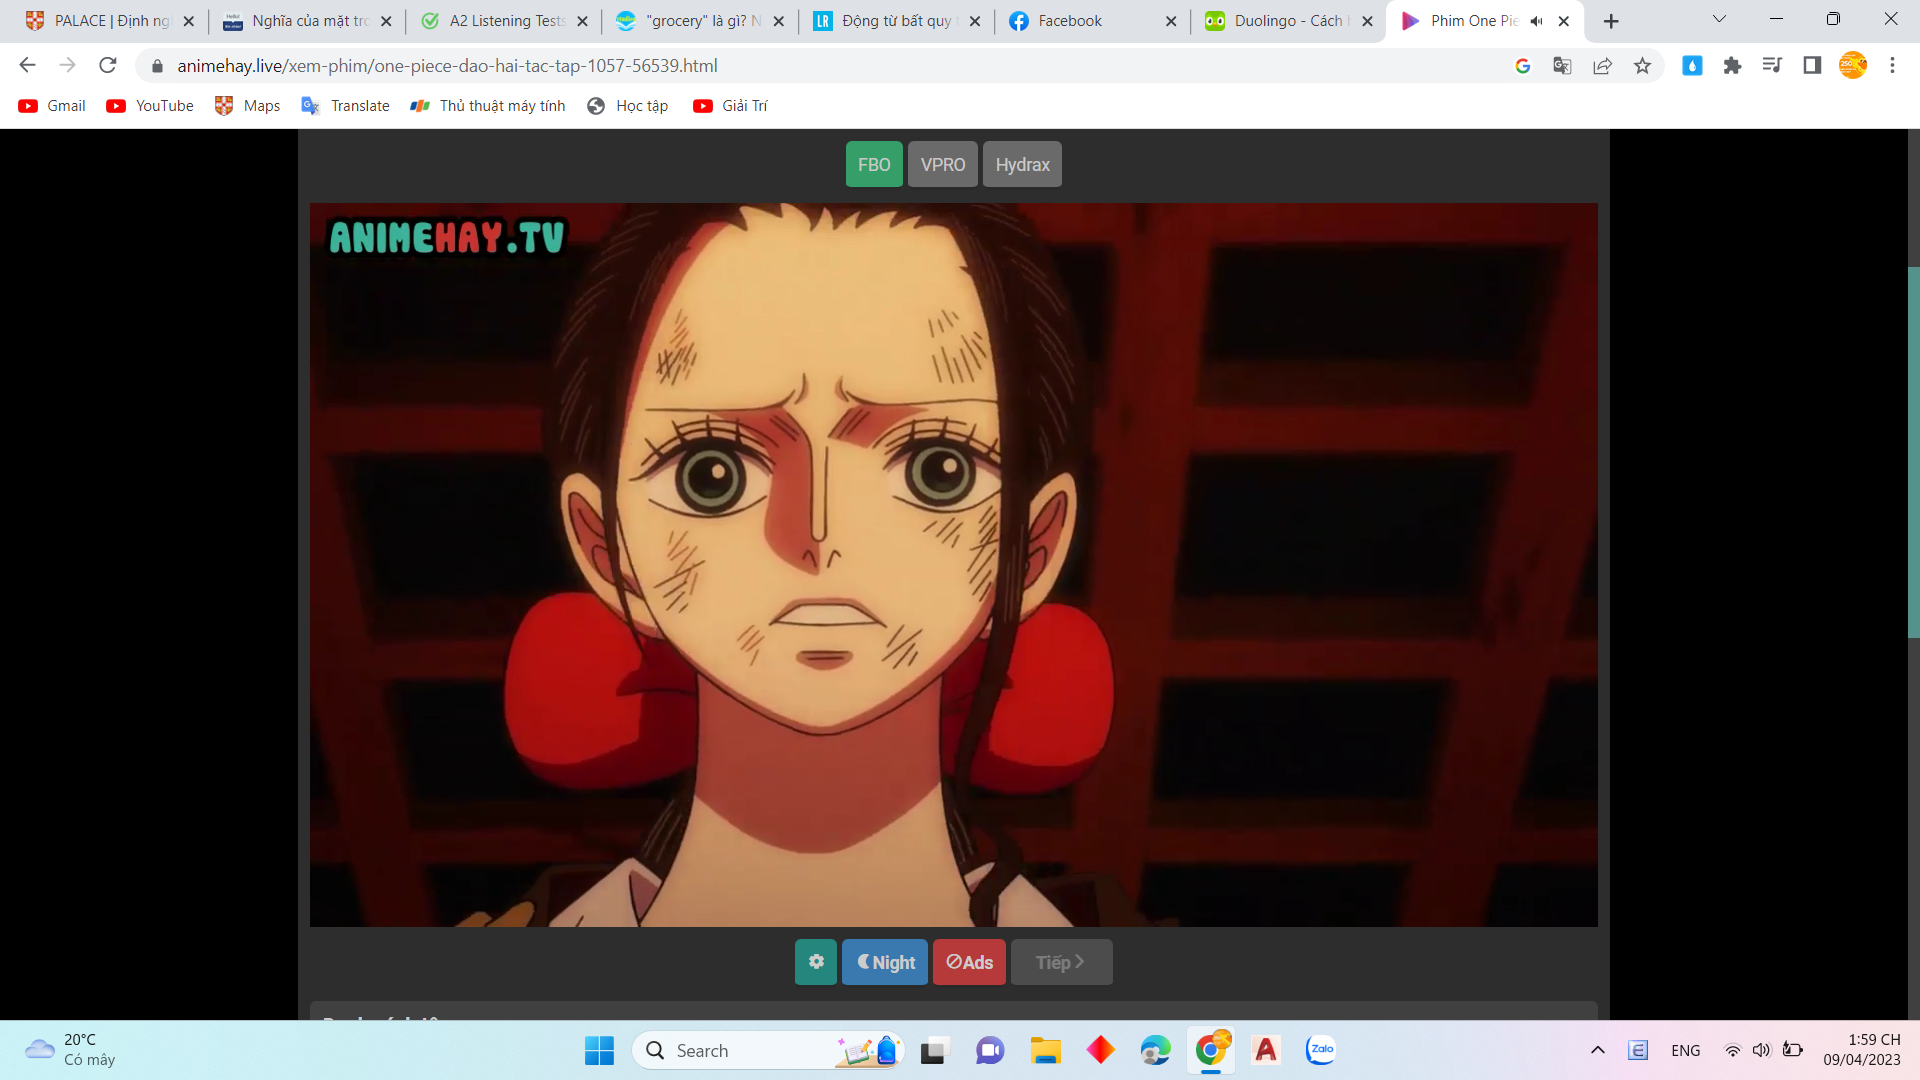 PALACE | Định ngh
Nghĩa của mặt trc
A2 Listening Tests
"grocery" là gì? N
Động từ bất quy t
Facebook
Duolingo - Cách h
Phim One Pie
animehay.live/xem-phim/one-piece-dao-hai-tac-tap-1057-56539.html
Gmail
YouTube
Maps
Translate
Thủ thuật máy tính
Học tập
Giải Trí
FBO
VPRO
Hydrax
ANIMEHAY.TV
Night
Ads
Tiếp
20°C
Có mây
Search
Zalo
ENG
1:59 CH
09/04/2023